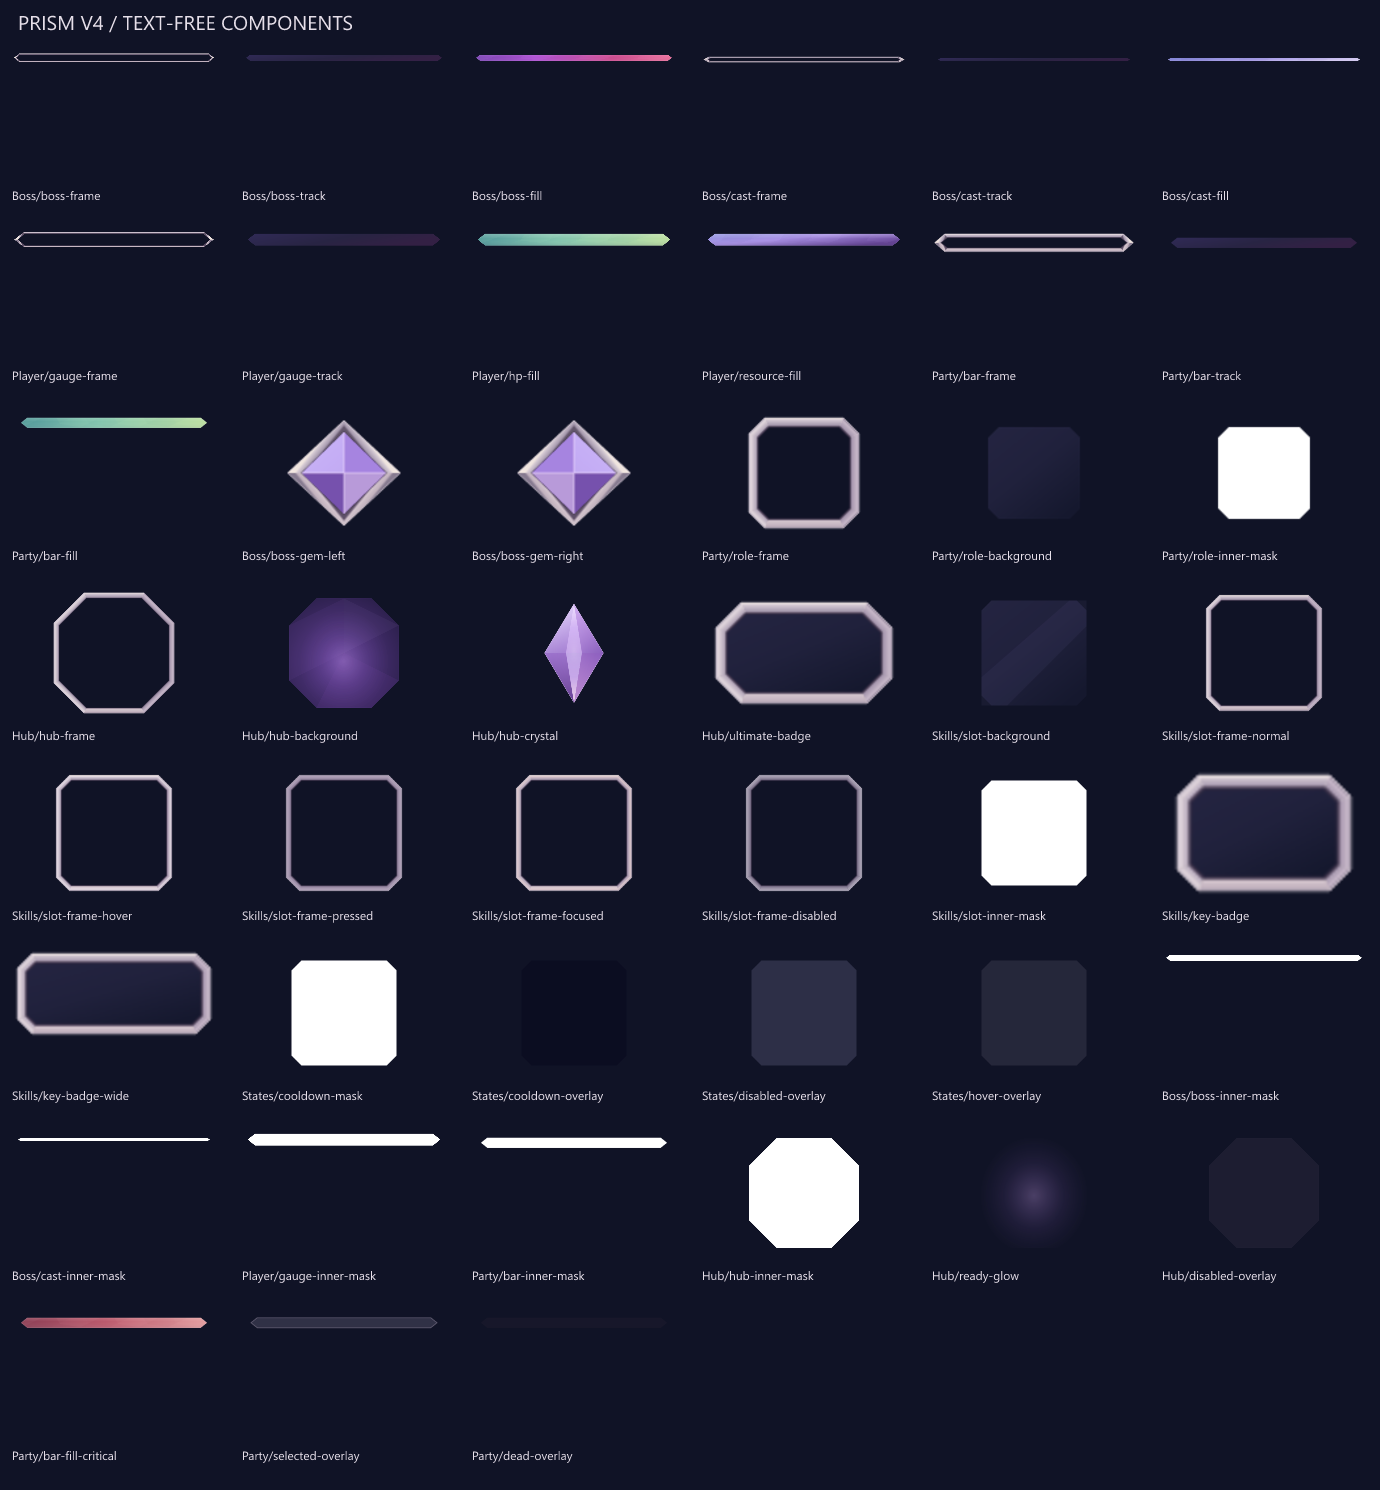 PRISM V4 / TEXT-FREE COMPONENTS
Boss/boss-frame
Boss/boss-track
Boss/boss-fill
Boss/cast-frame
Boss/cast-track
Boss/cast-fill
Player/gauge-frame
Player/gauge-track
Player/hp-fill
Player/resource-fill
Party/bar-frame
Party/bar-track
Party/bar-fill
Boss/boss-gem-left
Boss/boss-gem-right
Party/role-frame
Party/role-background
Party/role-inner-mask
Hub/hub-frame
Hub/hub-background
Hub/hub-crystal
Hub/ultimate-badge
Skills/slot-background
Skills/slot-frame-normal
Skills/slot-frame-hover
Skills/slot-frame-pressed
Skills/slot-frame-focused
Skills/slot-frame-disabled
Skills/slot-inner-mask
Skills/key-badge
Skills/key-badge-wide
States/cooldown-mask
States/cooldown-overlay
States/disabled-overlay
States/hover-overlay
Boss/boss-inner-mask
Boss/cast-inner-mask
Player/gauge-inner-mask
Party/bar-inner-mask
Hub/hub-inner-mask
Hub/ready-glow
Hub/disabled-overlay
Party/bar-fill-critical
Party/selected-overlay
Party/dead-overlay